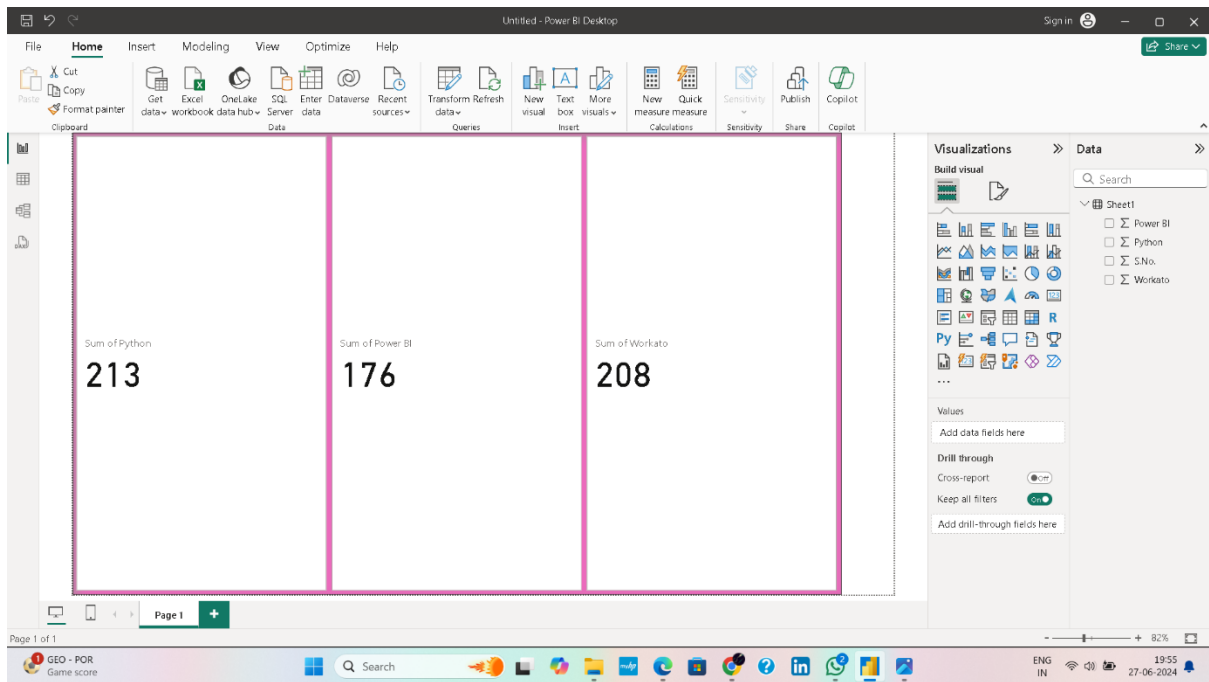 Untitled - Power BI Desktop
Sign in
File Home Insert Modeling View Optimize Help
Share
Paste
Cut
Copy
Format painter
Get data
Excel workbook
OneLake data hub
SQL Server
Enter data
Dataverse
Recent sources
Transform data
Refresh
New visual
Text box
More visuals
New measure
Quick measure
Sensitivity
Publish
Copilot
Clipboard Data Queries Insert Calculations Sensitivity Share Copilot
Sum of Python
213
Sum of Power BI
176
Sum of Workato
208
Visualizations
Build visual
123
R
Py
...
Values
Add data fields here
Drill through
Cross-report Off
Keep all filters On
Add drill-through fields here
Data
Search
Sheet1
Σ Power BI
Σ Python
Σ S.No.
Σ Workato
Page 1 +
Page 1 of 1
- + 82%
GEO - POR
Game score
Search
ENG
IN
19:55
27-06-2024